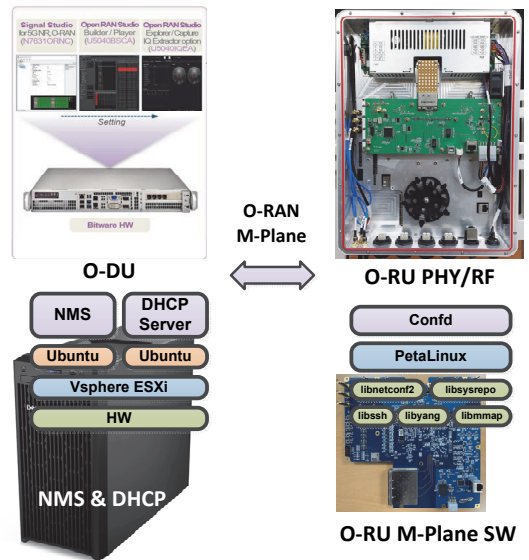 Signal Studio
for 5G NR, O-RAN
(N7631ORNC)
Open RAN Studio
Builder / Player
(U5040BSCA)
Open RAN Studio
Explorer/Capture
IQ Extractor option
(U5040IQEA)
Setting
Bitware HW
O-DU
O-RAN
M-Plane
O-RU PHY/RF
NMS
DHCP
Server
Ubuntu
Ubuntu
Vsphere ESXi
HW
NMS & DHCP
Confd
PetaLinux
libnetconf2
libsysrepo
libssh
libyang
libmmap
O-RU M-Plane SW